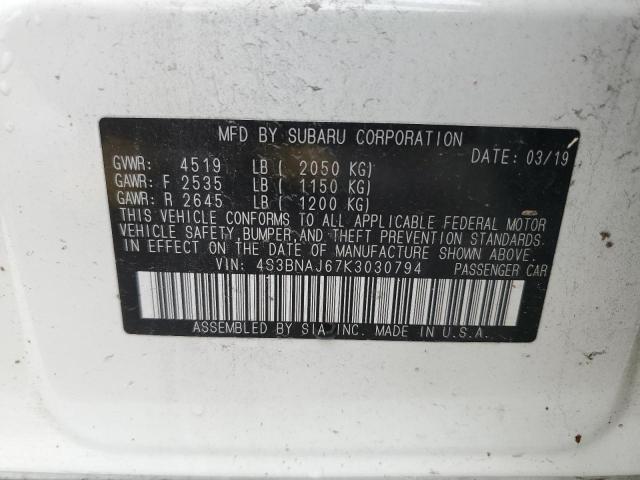 MFD BY SUBARU CORPORATION
DATE: 03/19
GVWR: 4519 LB ( 2050 KG)
GAWR: F 2535 LB ( 1150 KG)
GAWR: R 2645 LB ( 1200 KG)
THIS VEHICLE CONFORMS TO ALL APPLICABLE FEDERAL MOTOR
VEHICLE SAFETY,BUMPER,AND THEFT PREVENTION STANDARDS
IN EFFECT ON THE DATE OF MANUFACTURE SHOWN ABOVE.
VIN: 4S3BNAJ67K3030794 PASSENGER CAR
ASSEMBLED BY SIA INC. MADE IN U.S.A.